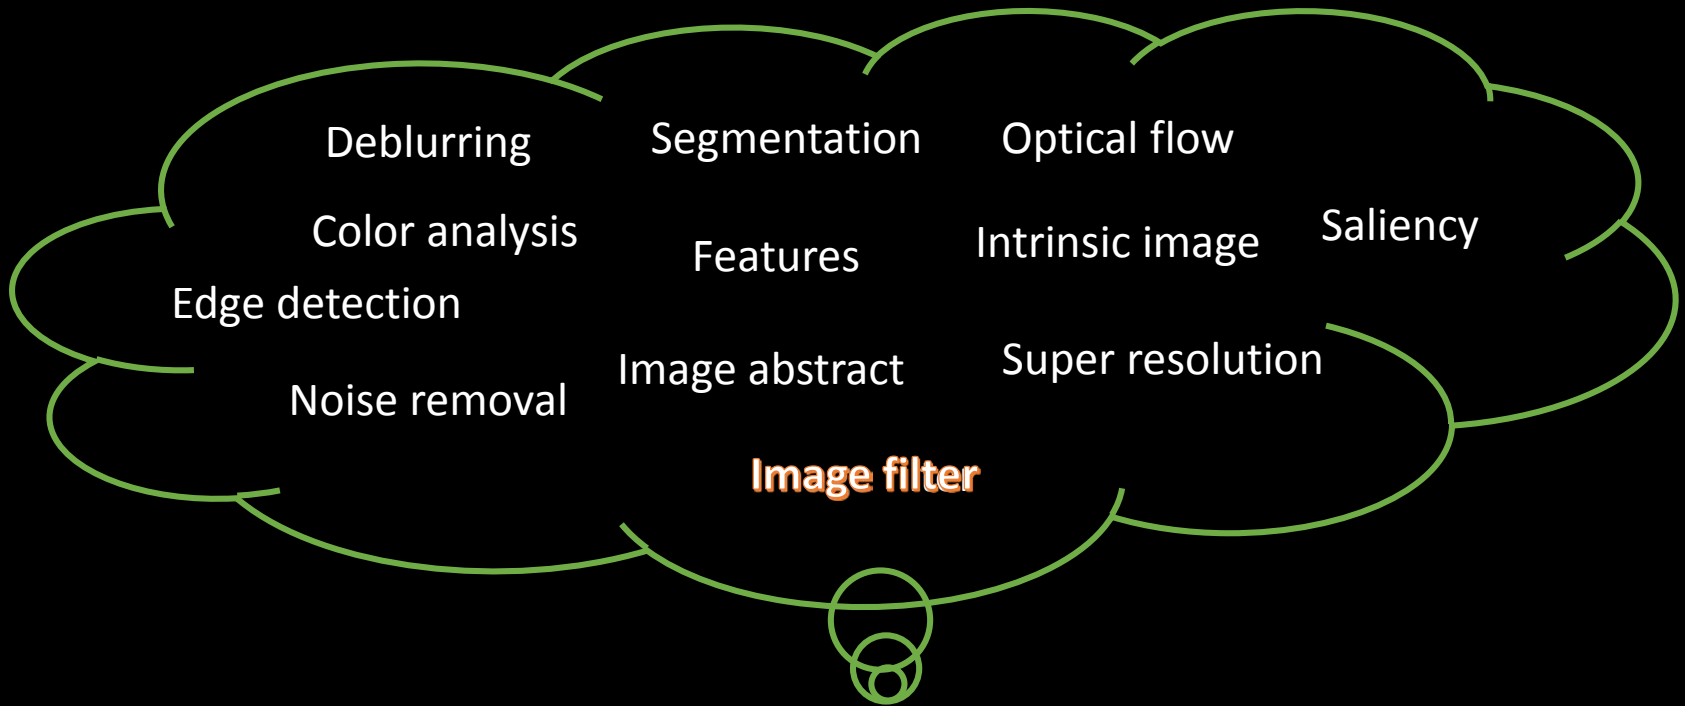 Deblurring
Segmentation
Optical flow
Color analysis
Features
Intrinsic image
Saliency
Edge detection
Image abstract
Super resolution
Noise removal
Image filter